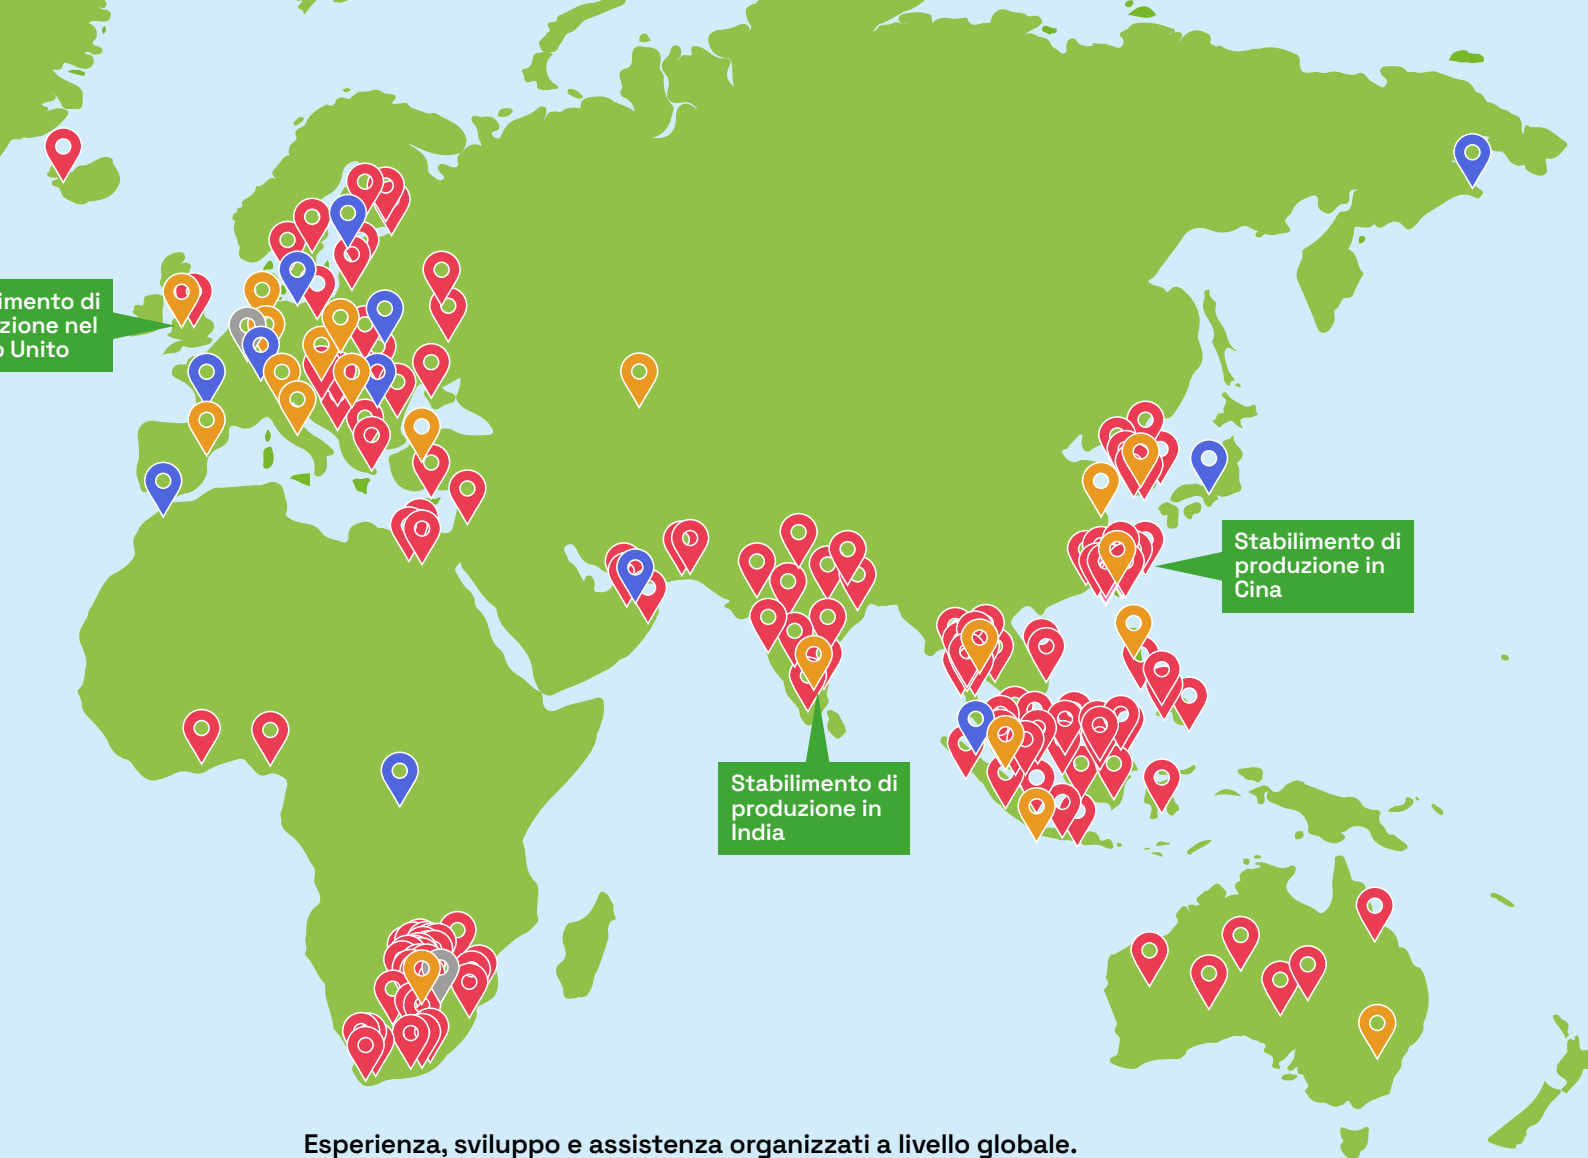 imento di
zione nel
o Unito
Stabilimento di
produzione in
Cina
Stabilimento di
produzione in
India
Esperienza, sviluppo e assistenza organizzati a livello globale.